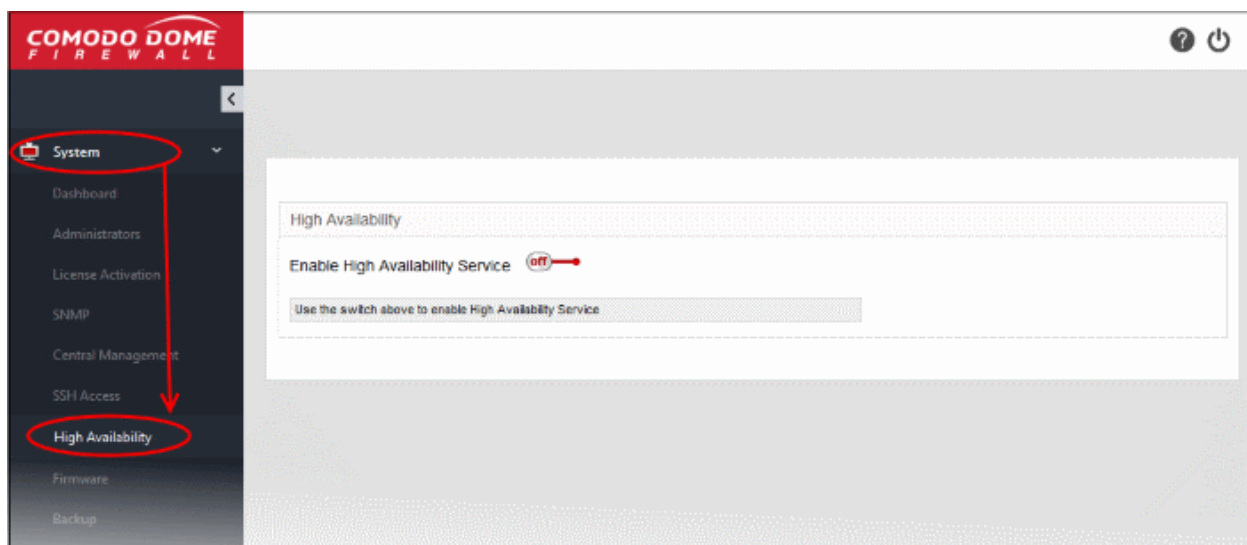 COMODO DOME
FIREWALL
System
Dashboard
Administrators
License Activation
SNMP
Central Management
SSH Access
High Availability
Firmware
Backup
High Availability
Enable High Availability Service off
Use the switch above to enable High Availability Service